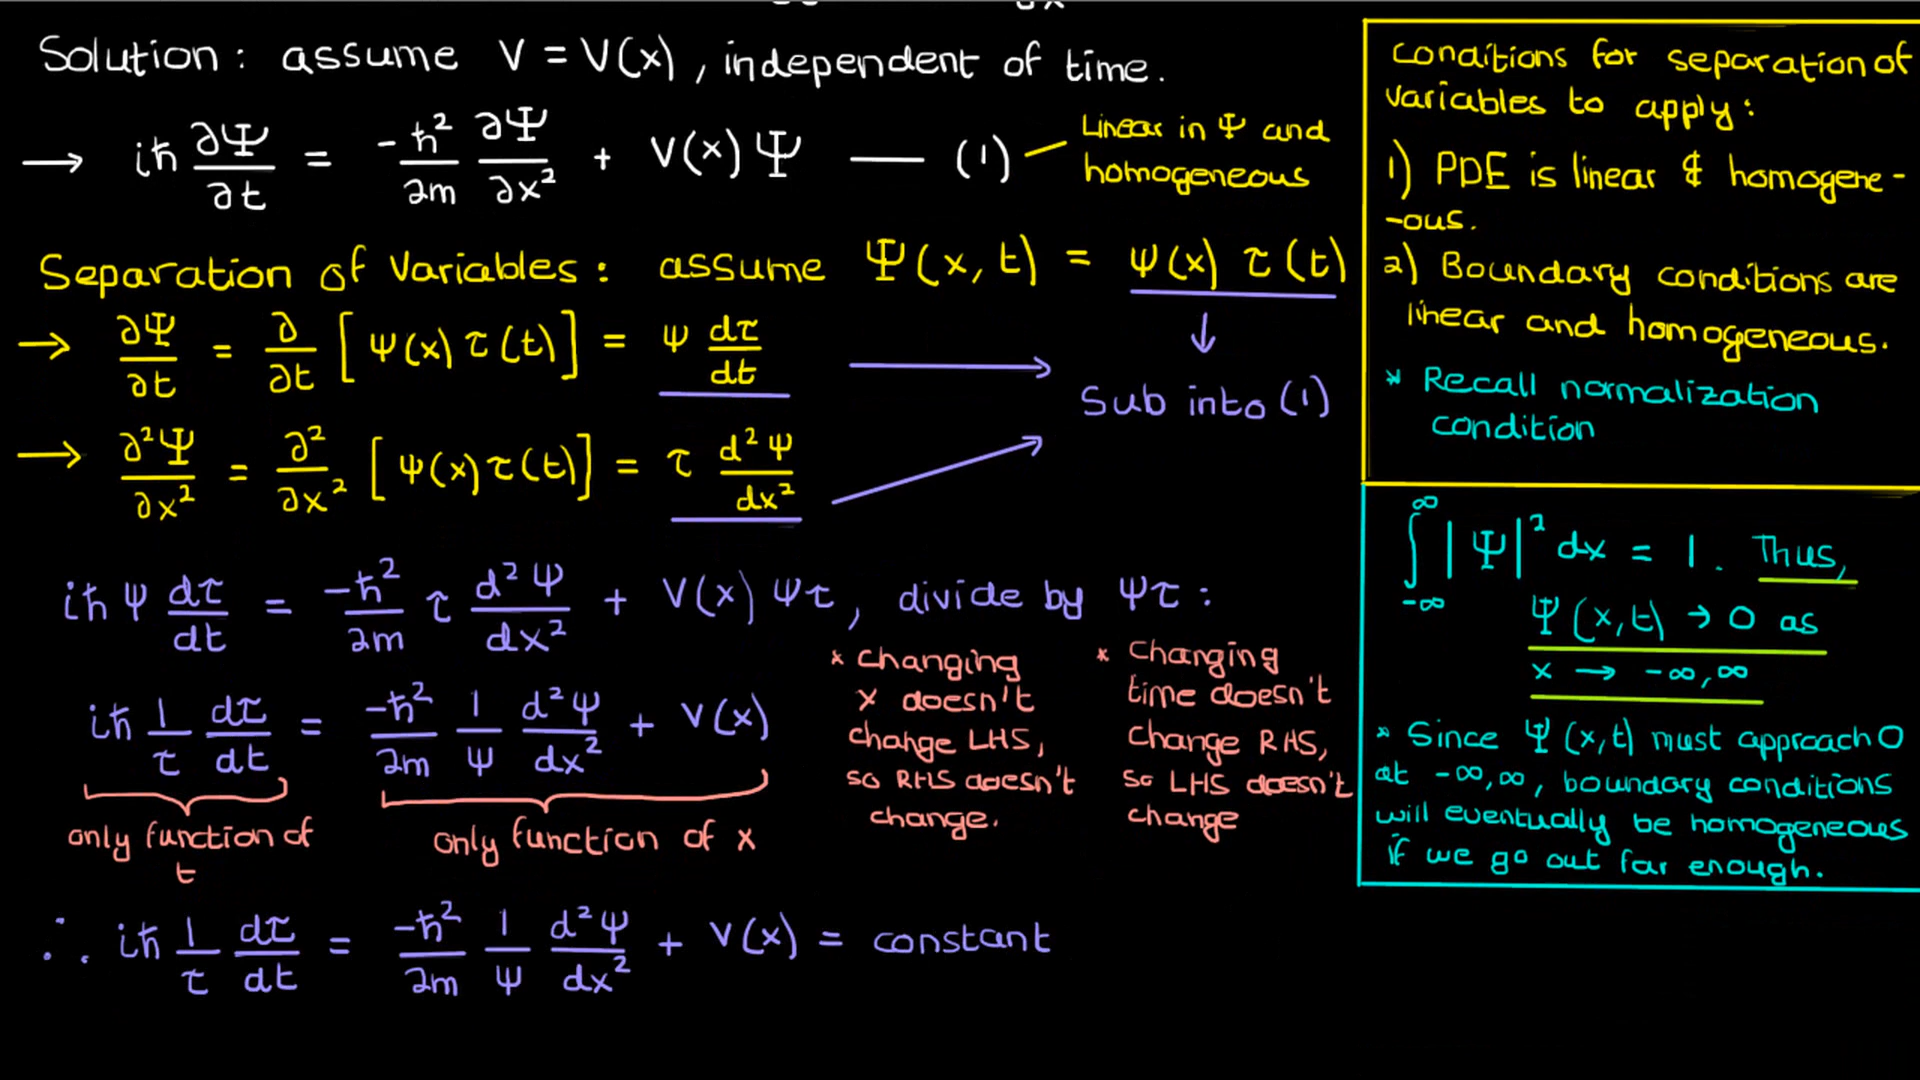 Solution: assume V = V(x), independent of time.
→ iħ ∂Ψ/∂t = -ħ²/2m ∂Ψ/∂x² + V(x)Ψ — (1)
Linear in Ψ and
homogeneous
Separation of Variables: assume Ψ(x,t) = ψ(x) τ(t)
→ ∂Ψ/∂t = ∂/∂t [ψ(x)τ(t)] = ψ dτ/dt
→ ∂²Ψ/∂x² = ∂²/∂x² [ψ(x)τ(t)] = τ d²ψ/dx²
↓
Sub into (1)
iħ ψ dτ/dt = -ħ²/2m τ d²ψ/dx² + V(x) ψτ, divide by ψτ:
iħ 1/τ dτ/dt = -ħ²/2m 1/ψ d²ψ/dx² + V(x)
only function of
t
only function of x
* Changing
x doesn't
change LHS,
so RHS doesn't
change.
* Changing
time doesn't
change RHS,
so LHS doesn't
change
∴ iħ 1/τ dτ/dt = -ħ²/2m 1/ψ d²ψ/dx² + V(x) = constant
Conditions for separation of
variables to apply:
1) PDE is linear & homogene-
-ous.
2) Boundary conditions are
linear and homogeneous.
* Recall normalization
condition
∫_{-∞}^{∞} |Ψ|² dx = 1. Thus,
Ψ(x,t) → 0 as
x → -∞,∞
* Since Ψ(x,t) must approach 0
at -∞,∞, boundary conditions
will eventually be homogeneous
if we go out far enough.